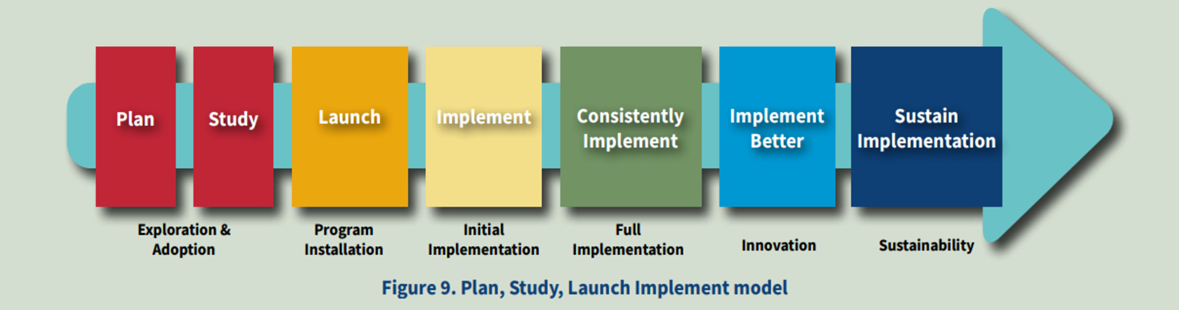 Plan
Study
Launch
Implement
Consistently
Implement
Implement
Better
Sustain
Implementation
Exploration &
Adoption
Program
Installation
Initial
Implementation
Full
Implementation
Innovation
Sustainability
Figure 9. Plan, Study, Launch Implement model